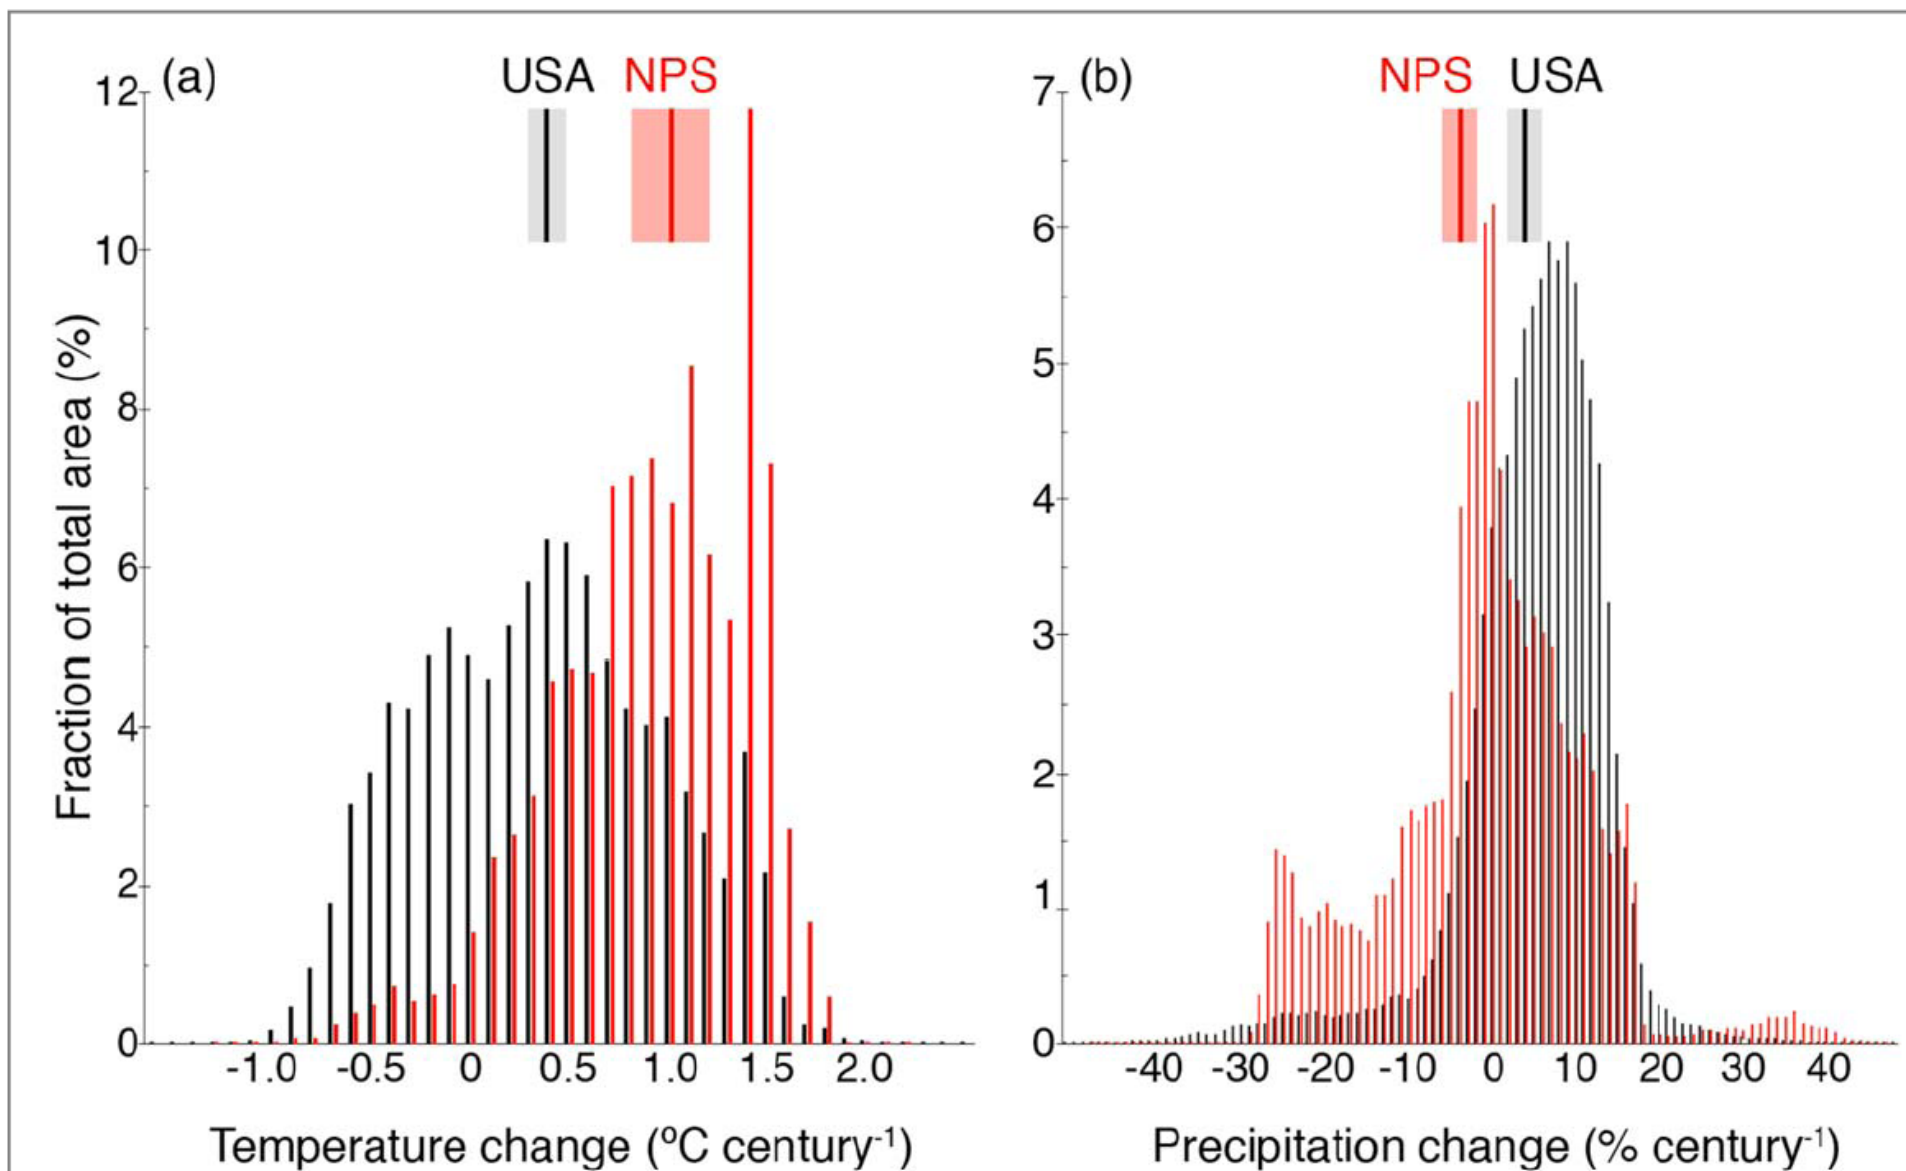 (a)
USA NPS
12
10
8
6
4
2
0
Fraction of total area (%)
-1.0 -0.5 0 0.5 1.0 1.5 2.0
Temperature change (ºC century-1)
(b)
NPS USA
7
6
5
4
3
2
1
0
-40 -30 -20 -10 0 10 20 30 40
Precipitation change (% century-1)